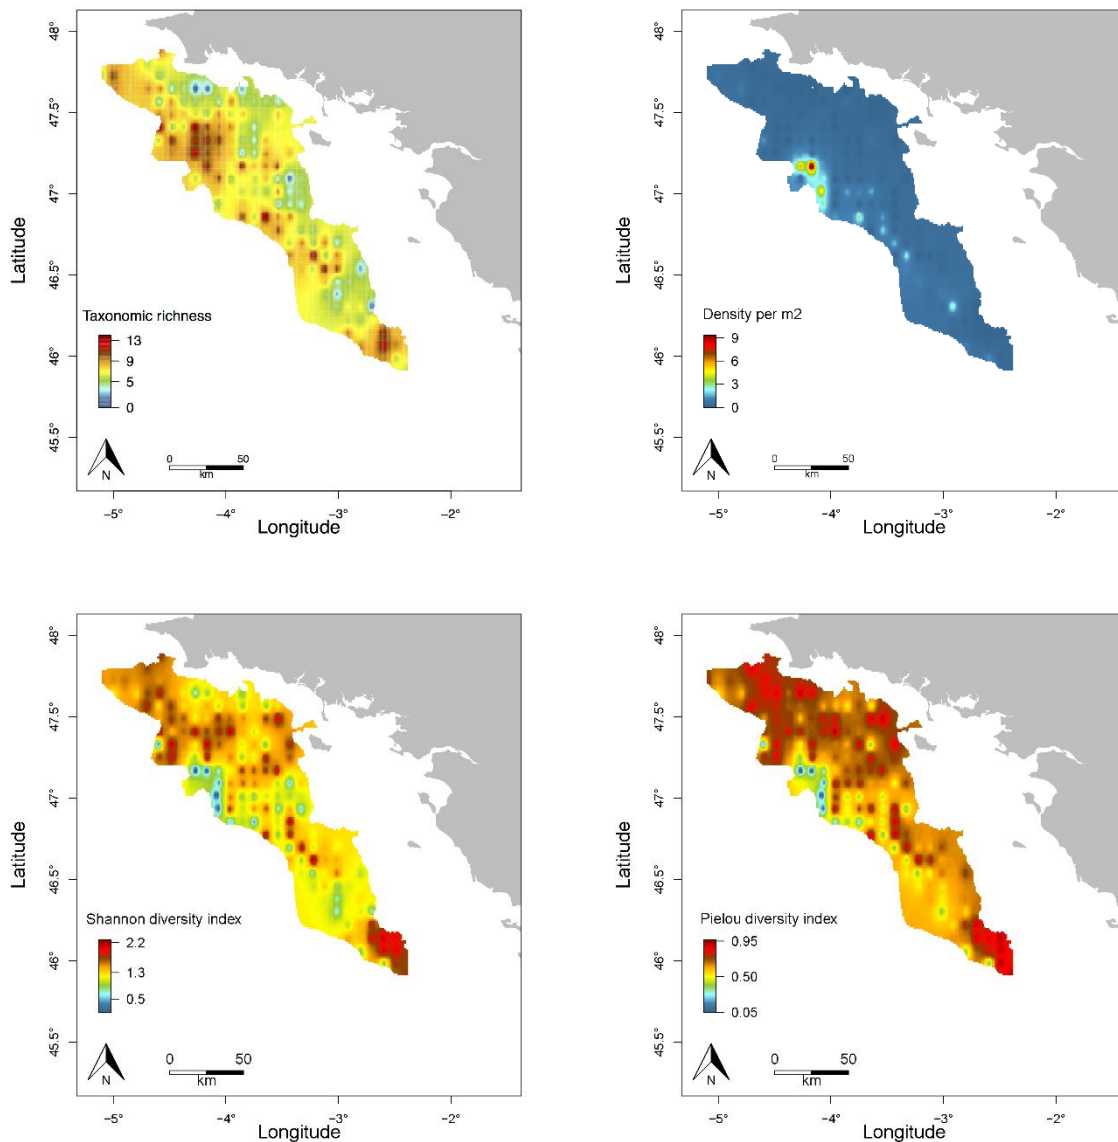 48°
47.5°
47°
46.5°
46°
45.5°
Latitude
Taxonomic richness
13
9
5
0
N
0 50
km
−5° −4° −3° −2°
Longitude
48°
47.5°
47°
46.5°
46°
45.5°
Latitude
Density per m2
9
6
3
0
N
0 50
km
−5° −4° −3° −2°
Longitude
48°
47.5°
47°
46.5°
46°
45.5°
Latitude
Shannon diversity index
2.2
1.3
0.5
N
0 50
km
−5° −4° −3° −2°
Longitude
48°
47.5°
47°
46.5°
46°
45.5°
Latitude
Pielou diversity index
0.95
0.50
0.05
N
0 50
km
−5° −4° −3° −2°
Longitude